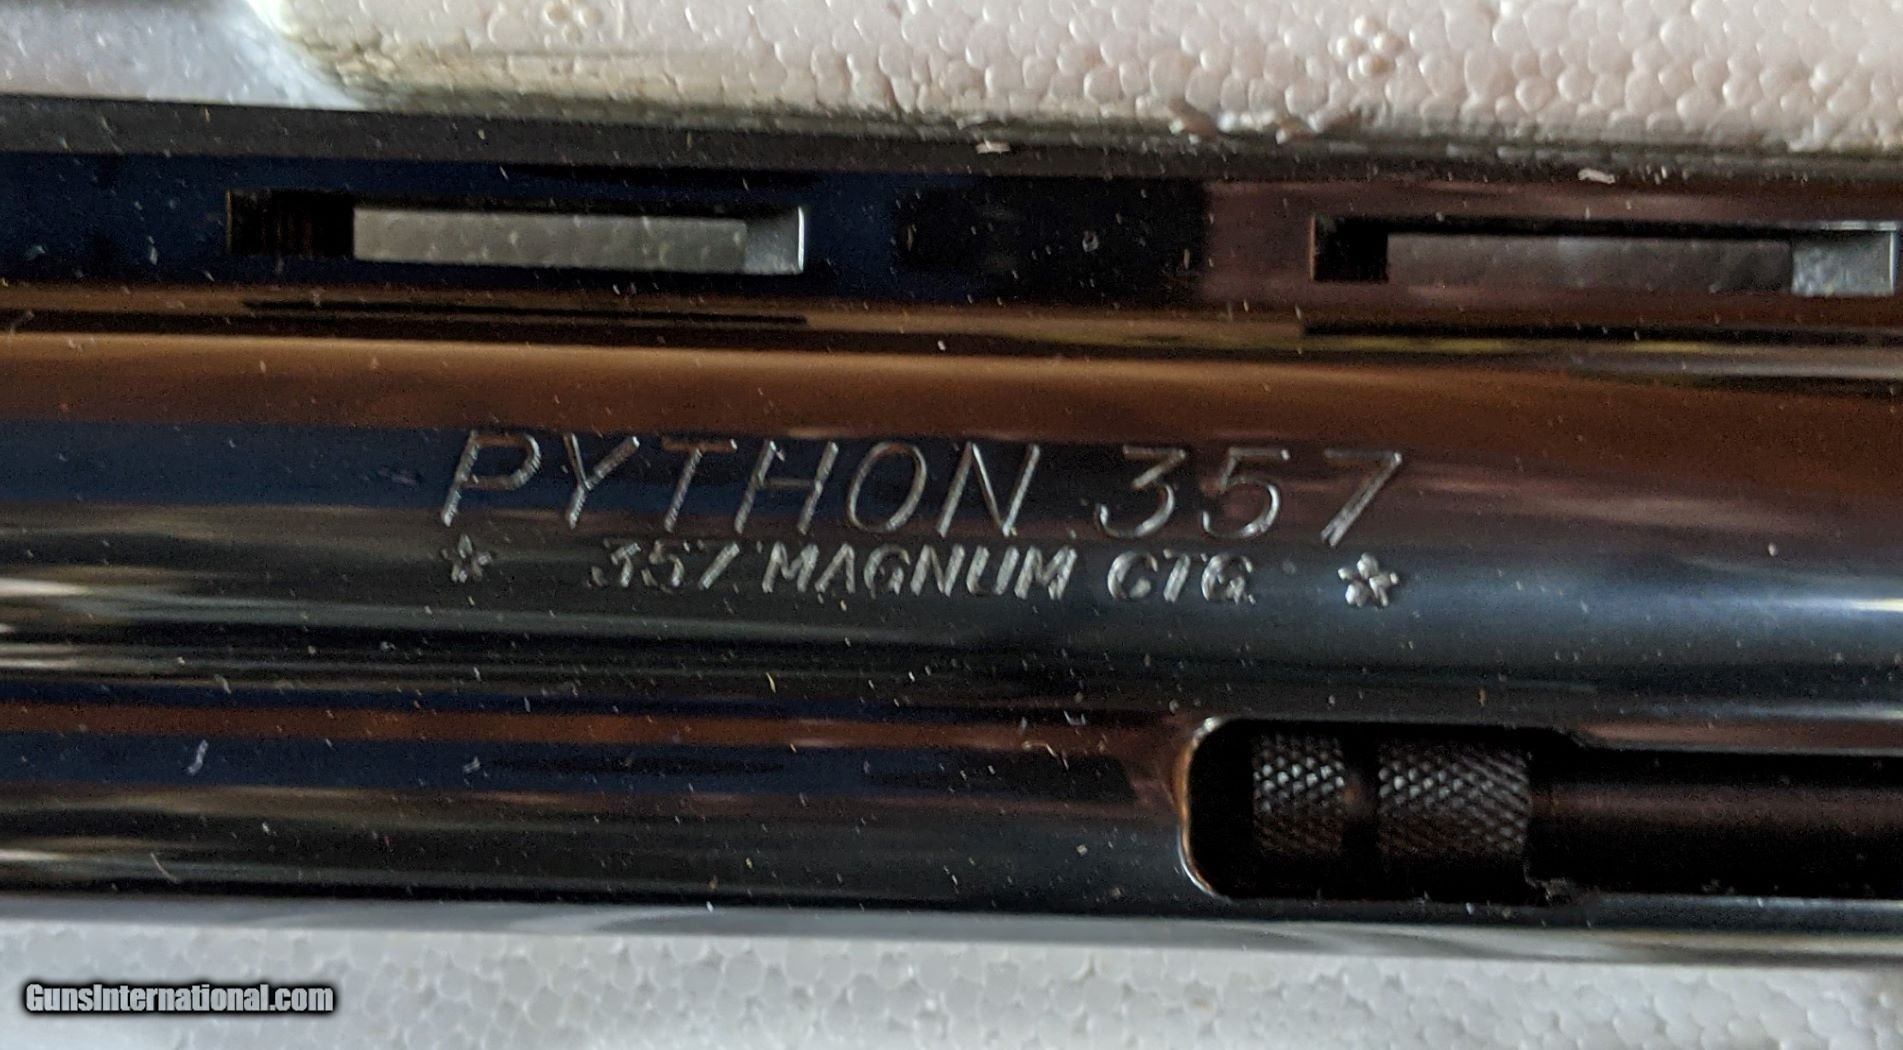 PYTHON 357
* 357 MAGNUM CTG. *
GunsInternational.com